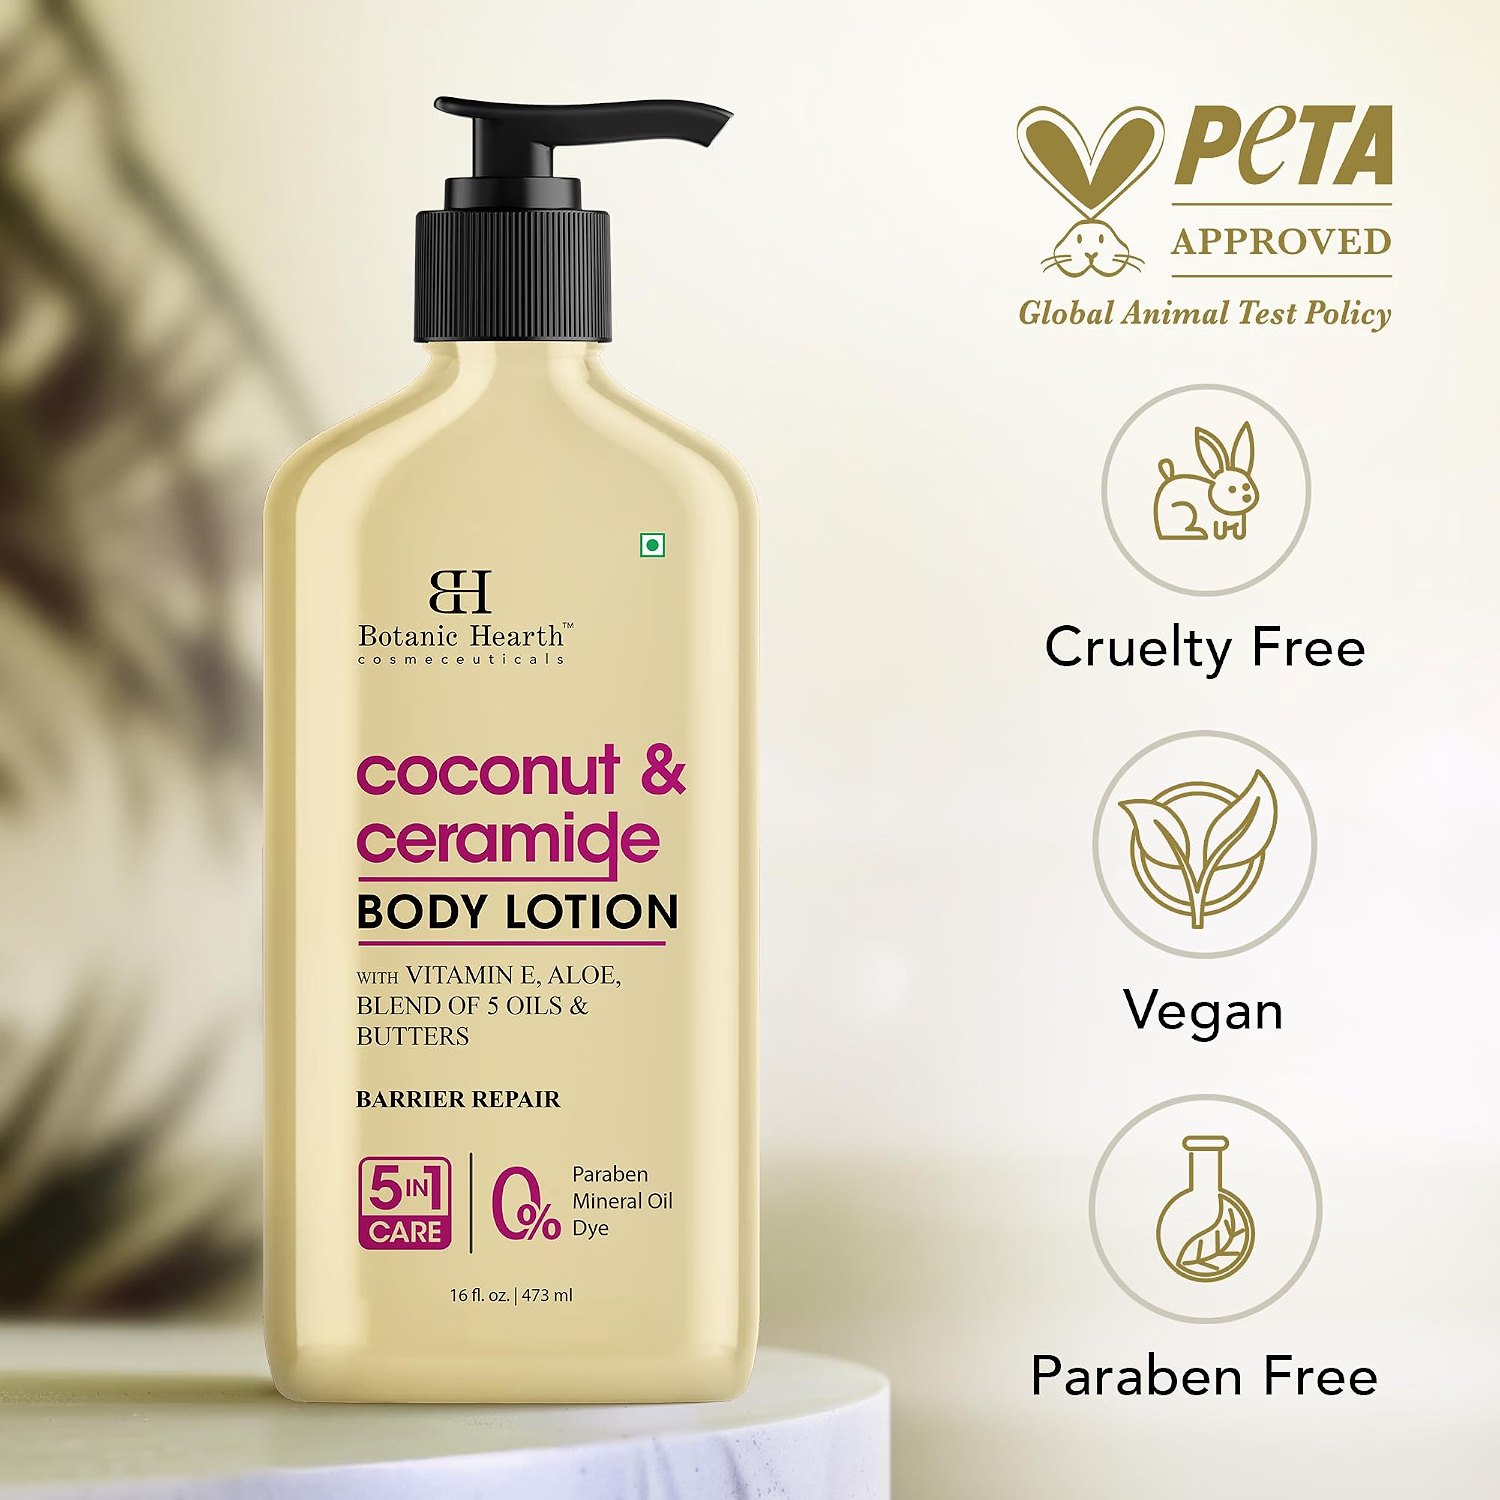 PETA
APPROVED
Global Animal Test Policy
Cruelty Free
Vegan
Paraben Free
BH
Botanic Hearth™
cosmeceuticals
coconut &
ceramide
BODY LOTION
WITH VITAMIN E, ALOE,
BLEND OF 5 OILS &
BUTTERS
BARRIER REPAIR
5 IN 1
CARE
0%
Paraben
Mineral Oil
Dye
16 fl. oz. | 473 ml